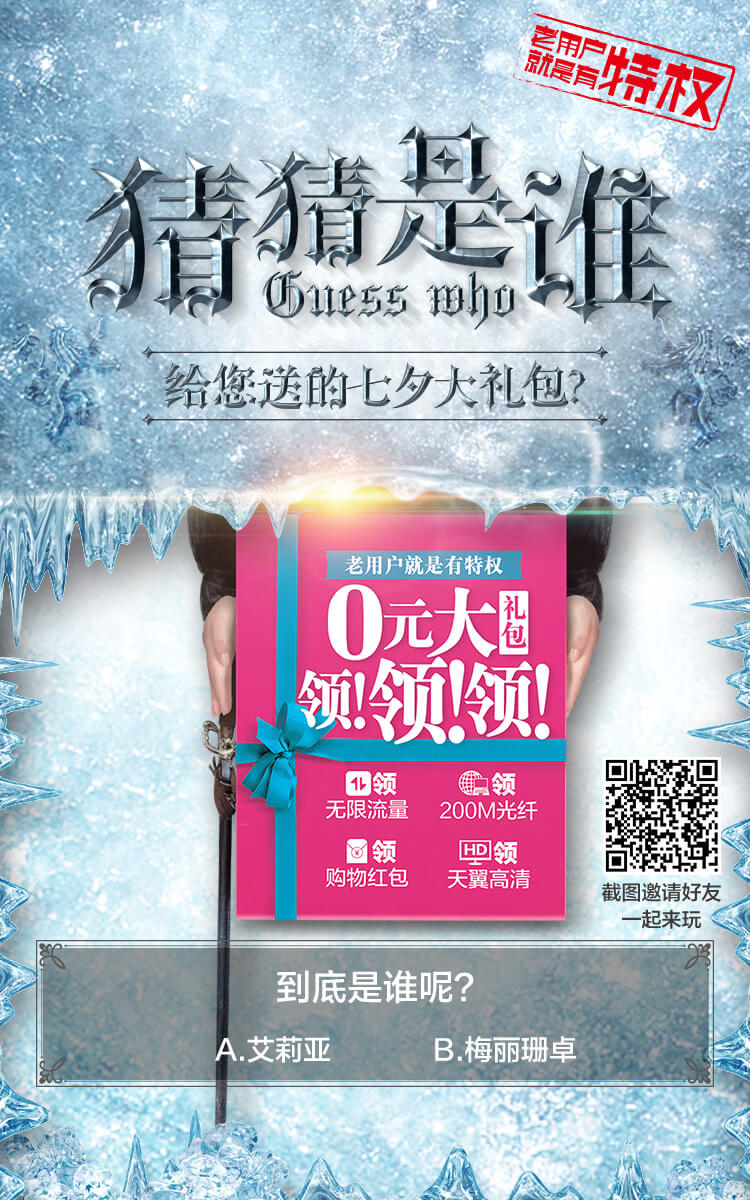 老用户
就是有特权
猜猜是谁
Guess who
给您送的七夕大礼包?
老用户就是有特权
0元大礼包
领!领!领!
领 领
无限流量 200M光纤
领 HD领
购物红包 天翼高清
截图邀请好友
一起来玩
到底是谁呢?
A.艾莉亚 B.梅丽珊卓